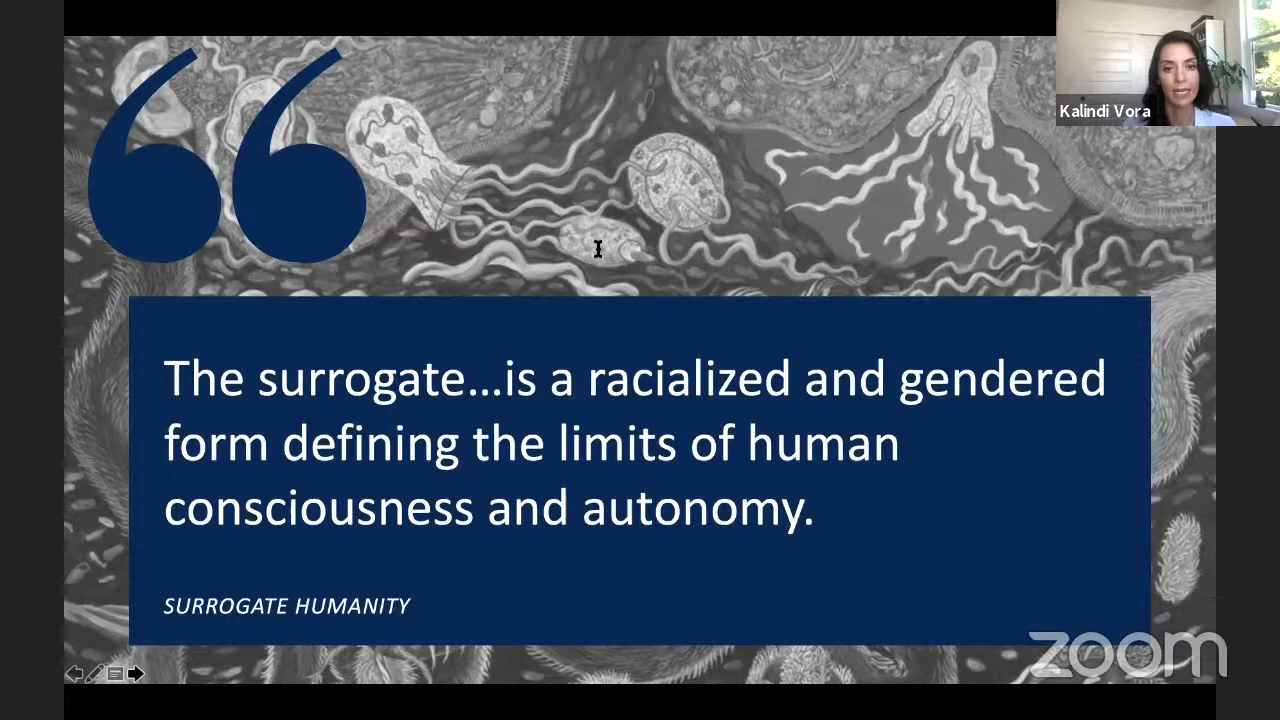 Kalindi Vora
“
The surrogate...is a racialized and gendered
form defining the limits of human
consciousness and autonomy.
SURROGATE HUMANITY
zoom